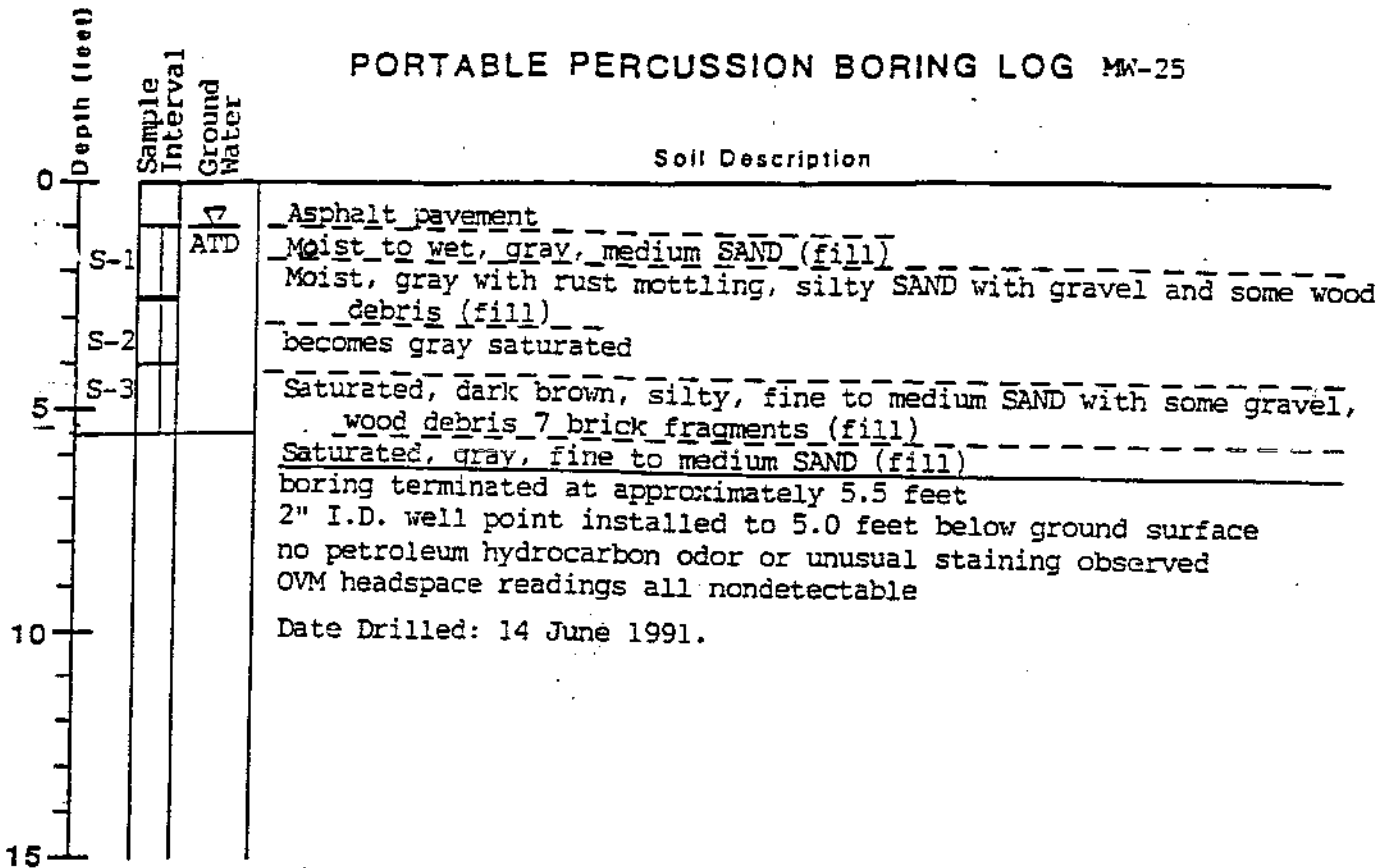 PORTABLE PERCUSSION BORING LOG MW-25
Depth (feet)
Sample Interval
Ground Water
Soil Description
0
Asphalt pavement
ATD
S-1
Moist to wet, gray, medium SAND (fill)
Moist, gray with rust mottling, silty SAND with gravel and some wood
debris (fill)
S-2
becomes gray saturated
S-3
Saturated, dark brown, silty, fine to medium SAND with some gravel,
5
wood debris 7 brick fragments (fill)
Saturated, gray, fine to medium SAND (fill)
boring terminated at approximately 5.5 feet
2" I.D. well point installed to 5.0 feet below ground surface
no petroleum hydrocarbon odor or unusual staining observed
OVM headspace readings all nondetectable
10
Date Drilled: 14 June 1991.
15